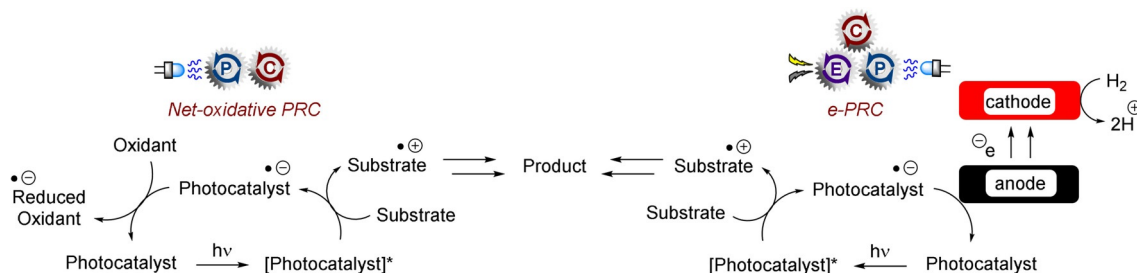 P C
Net-oxidative PRC
C
E P
e-PRC
cathode
H2
2H⊕
⊖e
anode
Oxidant
•⊖
Reduced
Oxidant
Photocatalyst •⊖
Photocatalyst
hν
[Photocatalyst]*
Substrate •⊕
Substrate
Product
Substrate •⊕
Substrate
Photocatalyst •⊖
[Photocatalyst]*
hν
Photocatalyst